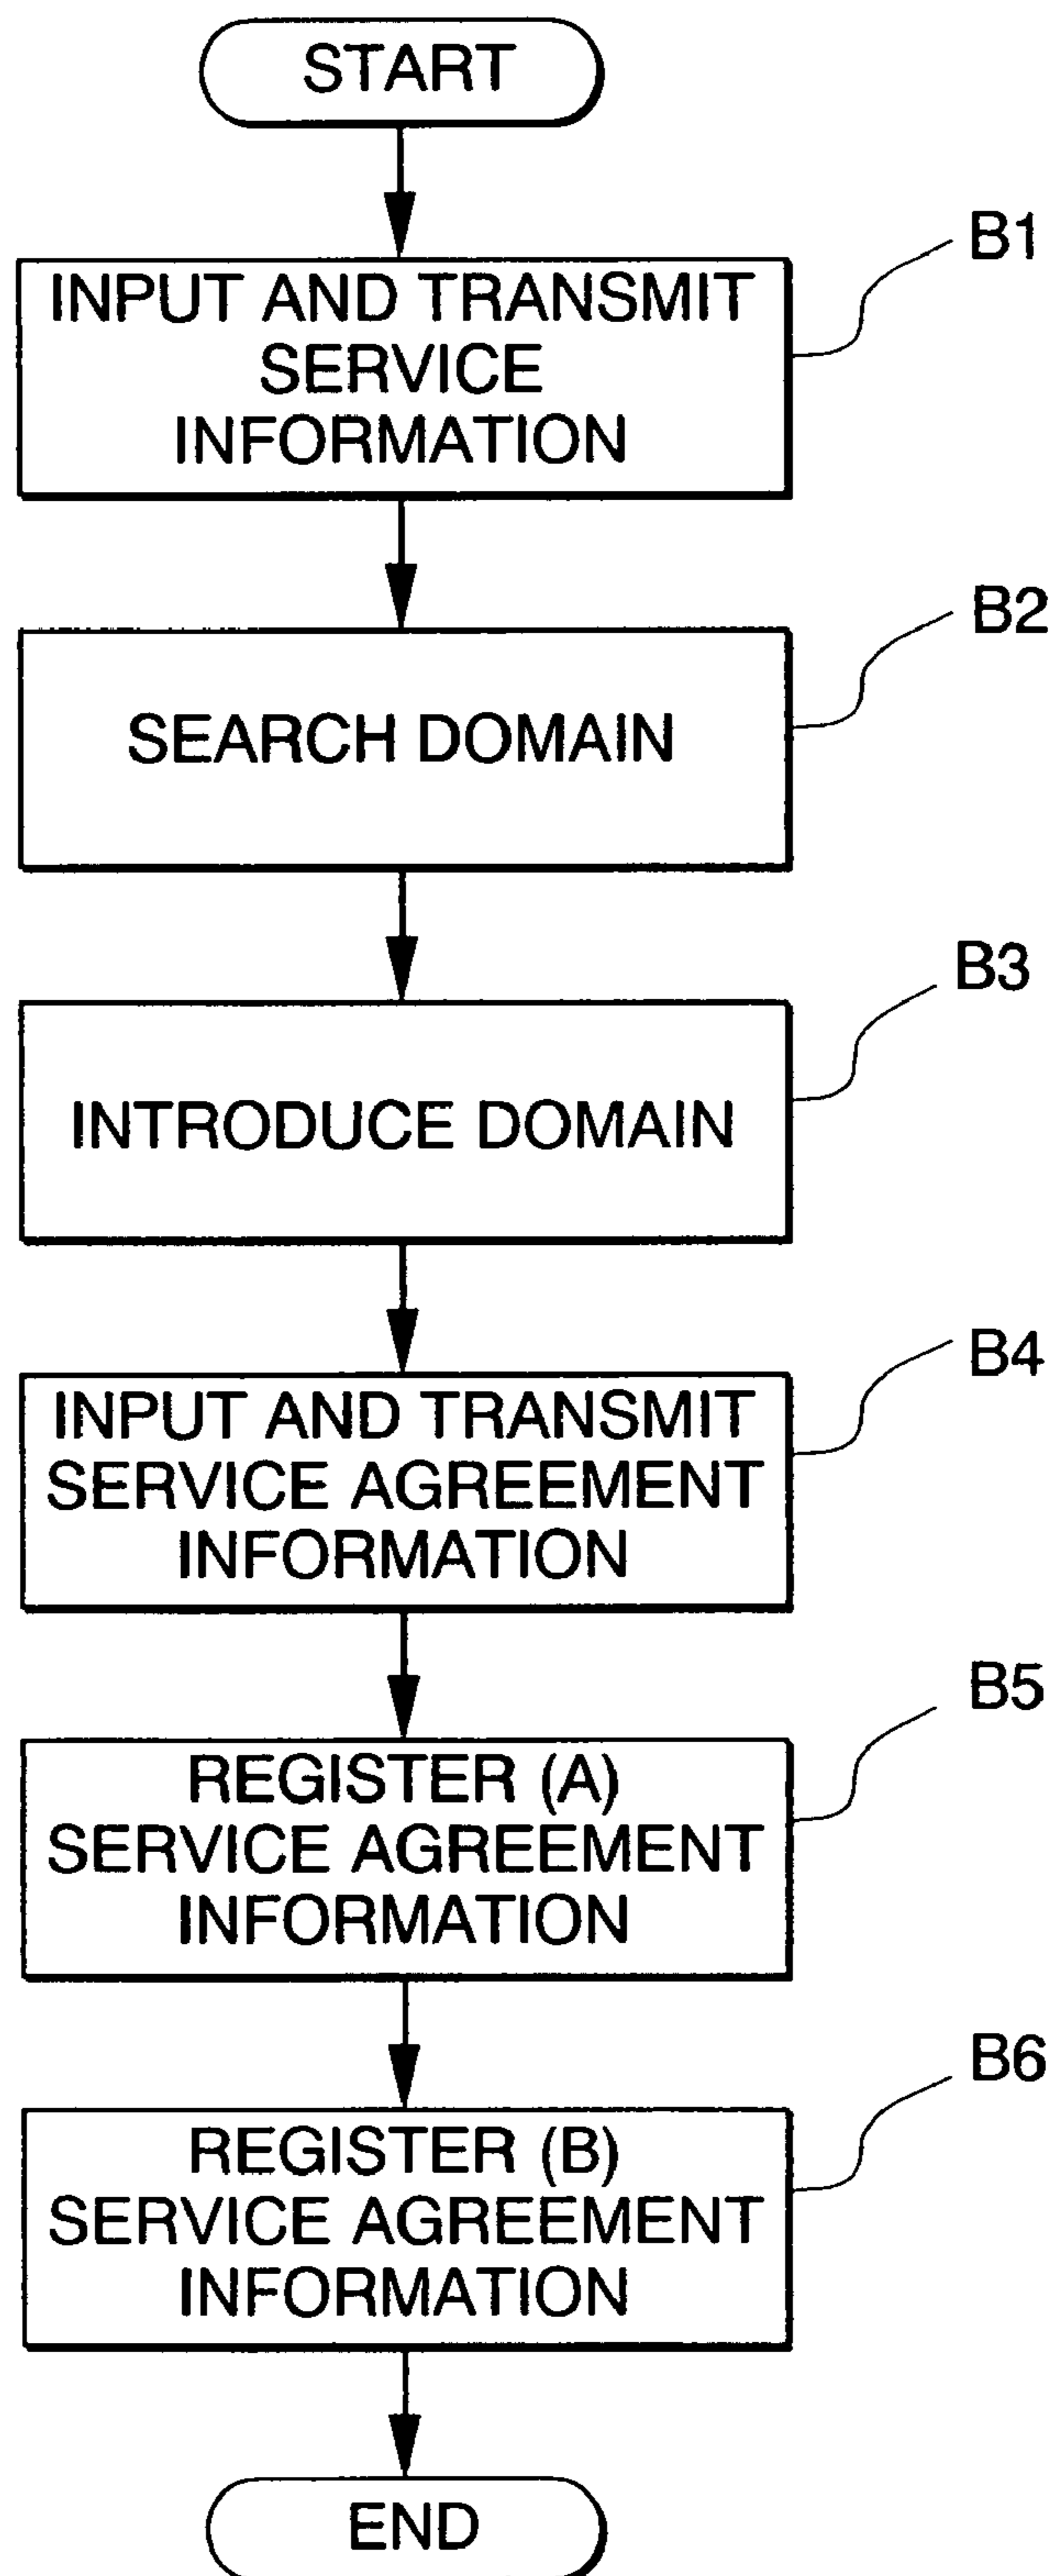 START
B1
INPUT AND TRANSMIT
SERVICE
INFORMATION
B2
SEARCH DOMAIN
B3
INTRODUCE DOMAIN
B4
INPUT AND TRANSMIT
SERVICE AGREEMENT
INFORMATION
B5
REGISTER (A)
SERVICE AGREEMENT
INFORMATION
B6
REGISTER (B)
SERVICE AGREEMENT
INFORMATION
END